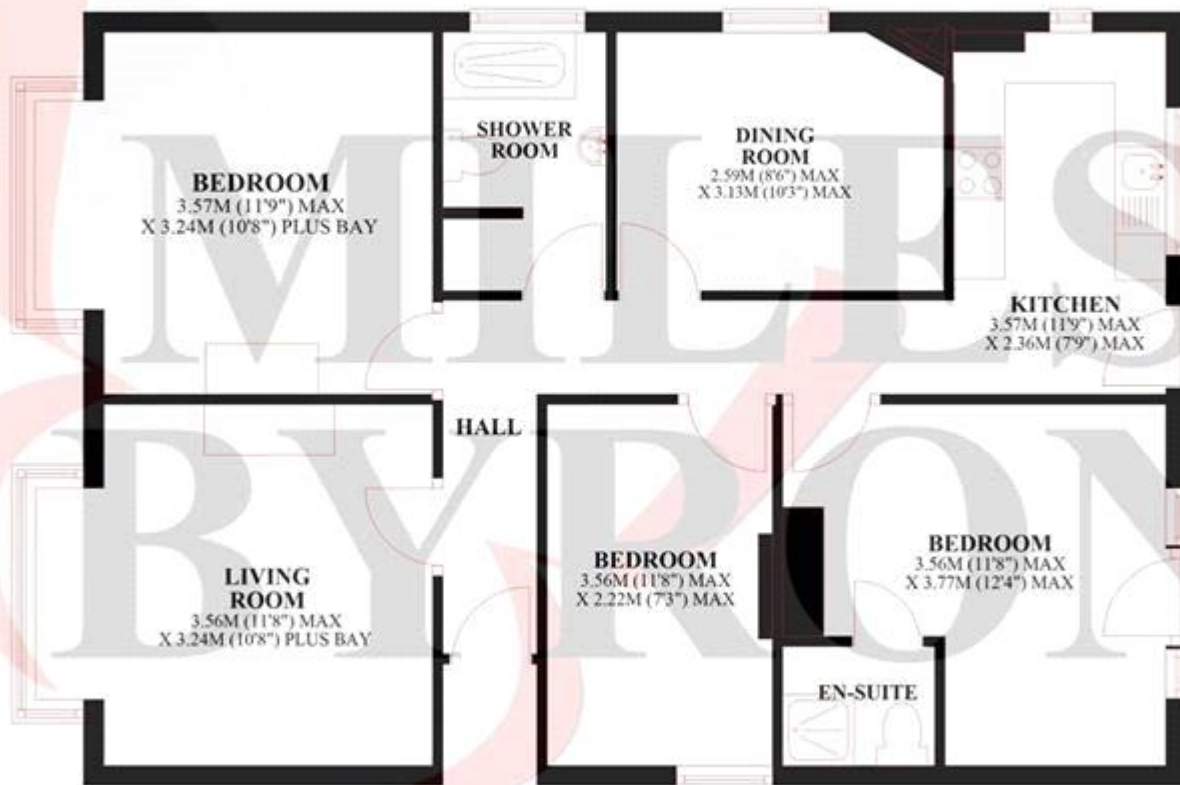 SHOWER
ROOM
DINING
ROOM
2.59M (8'6") MAX
X 3.13M (10'3") MAX
BEDROOM
3.57M (11'9") MAX
X 3.24M (10'8") PLUS BAY
KITCHEN
3.57M (11'9") MAX
X 2.36M (7'9") MAX
MILES
BYRON
HALL
LIVING
ROOM
3.56M (11'8") MAX
X 3.24M (10'8") PLUS BAY
BEDROOM
3.56M (11'8") MAX
X 2.22M (7'3") MAX
BEDROOM
3.56M (11'8") MAX
X 3.77M (12'4") MAX
EN-SUITE